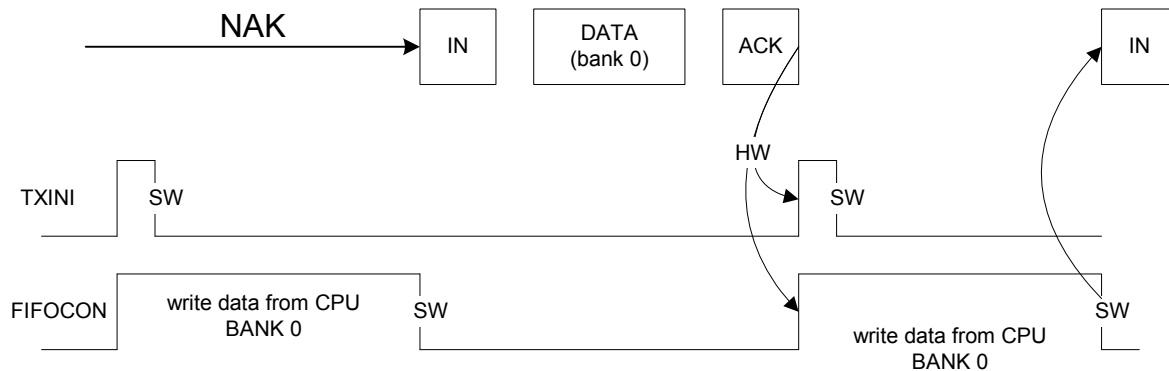 NAK
IN
DATA
(bank 0)
ACK
IN
HW
TXINI
SW
SW
FIFOCON
write data from CPU
BANK 0
SW
write data from CPU
BANK 0
SW